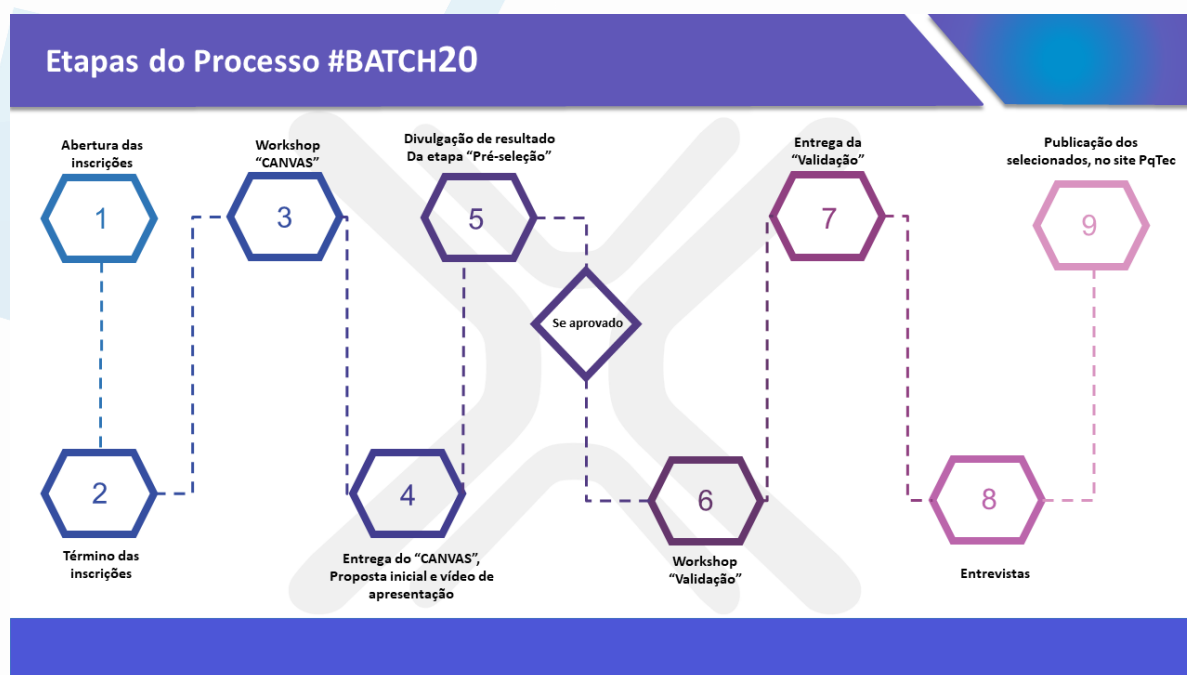 Etapas do Processo #BATCH20
Abertura das
inscrições
1
2
Término das
inscrições
Workshop
“CANVAS”
3
4
Entrega do “CANVAS”,
Proposta inicial e vídeo de
apresentação
Divulgação de resultado
Da etapa “Pré-seleção”
5
Se aprovado
6
Workshop
“Validação”
Entrega da
“Validação”
7
8
Entrevistas
Publicação dos
selecionados, no site PqTec
9